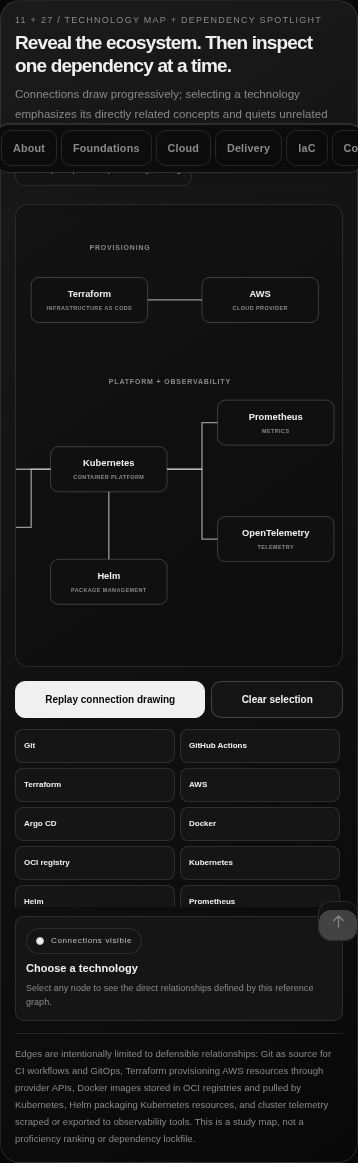 11 + 27 / TECHNOLOGY MAP + DEPENDENCY SPOTLIGHT
Reveal the ecosystem. Then inspect
one dependency at a time.
Connections draw progressively; selecting a technology
emphasizes its directly related concepts and quiets unrelated
About
Foundations
Cloud
Delivery
IaC
Co
PROVISIONING
Terraform
INFRASTRUCTURE AS CODE
AWS
CLOUD PROVIDER
PLATFORM + OBSERVABILITY
Prometheus
METRICS
Kubernetes
CONTAINER PLATFORM
OpenTelemetry
TELEMETRY
Helm
PACKAGE MANAGEMENT
Replay connection drawing
Clear selection
Git
GitHub Actions
Terraform
AWS
Argo CD
Docker
OCI registry
Kubernetes
Helm
Prometheus
Connections visible
Choose a technology
Select any node to see the direct relationships defined by this reference
graph.
Edges are intentionally limited to defensible relationships: Git as source for
CI workflows and GitOps, Terraform provisioning AWS resources through
provider APIs, Docker images stored in OCI registries and pulled by
Kubernetes, Helm packaging Kubernetes resources, and cluster telemetry
scraped or exported to observability tools. This is a study map, not a
proficiency ranking or dependency lockfile.